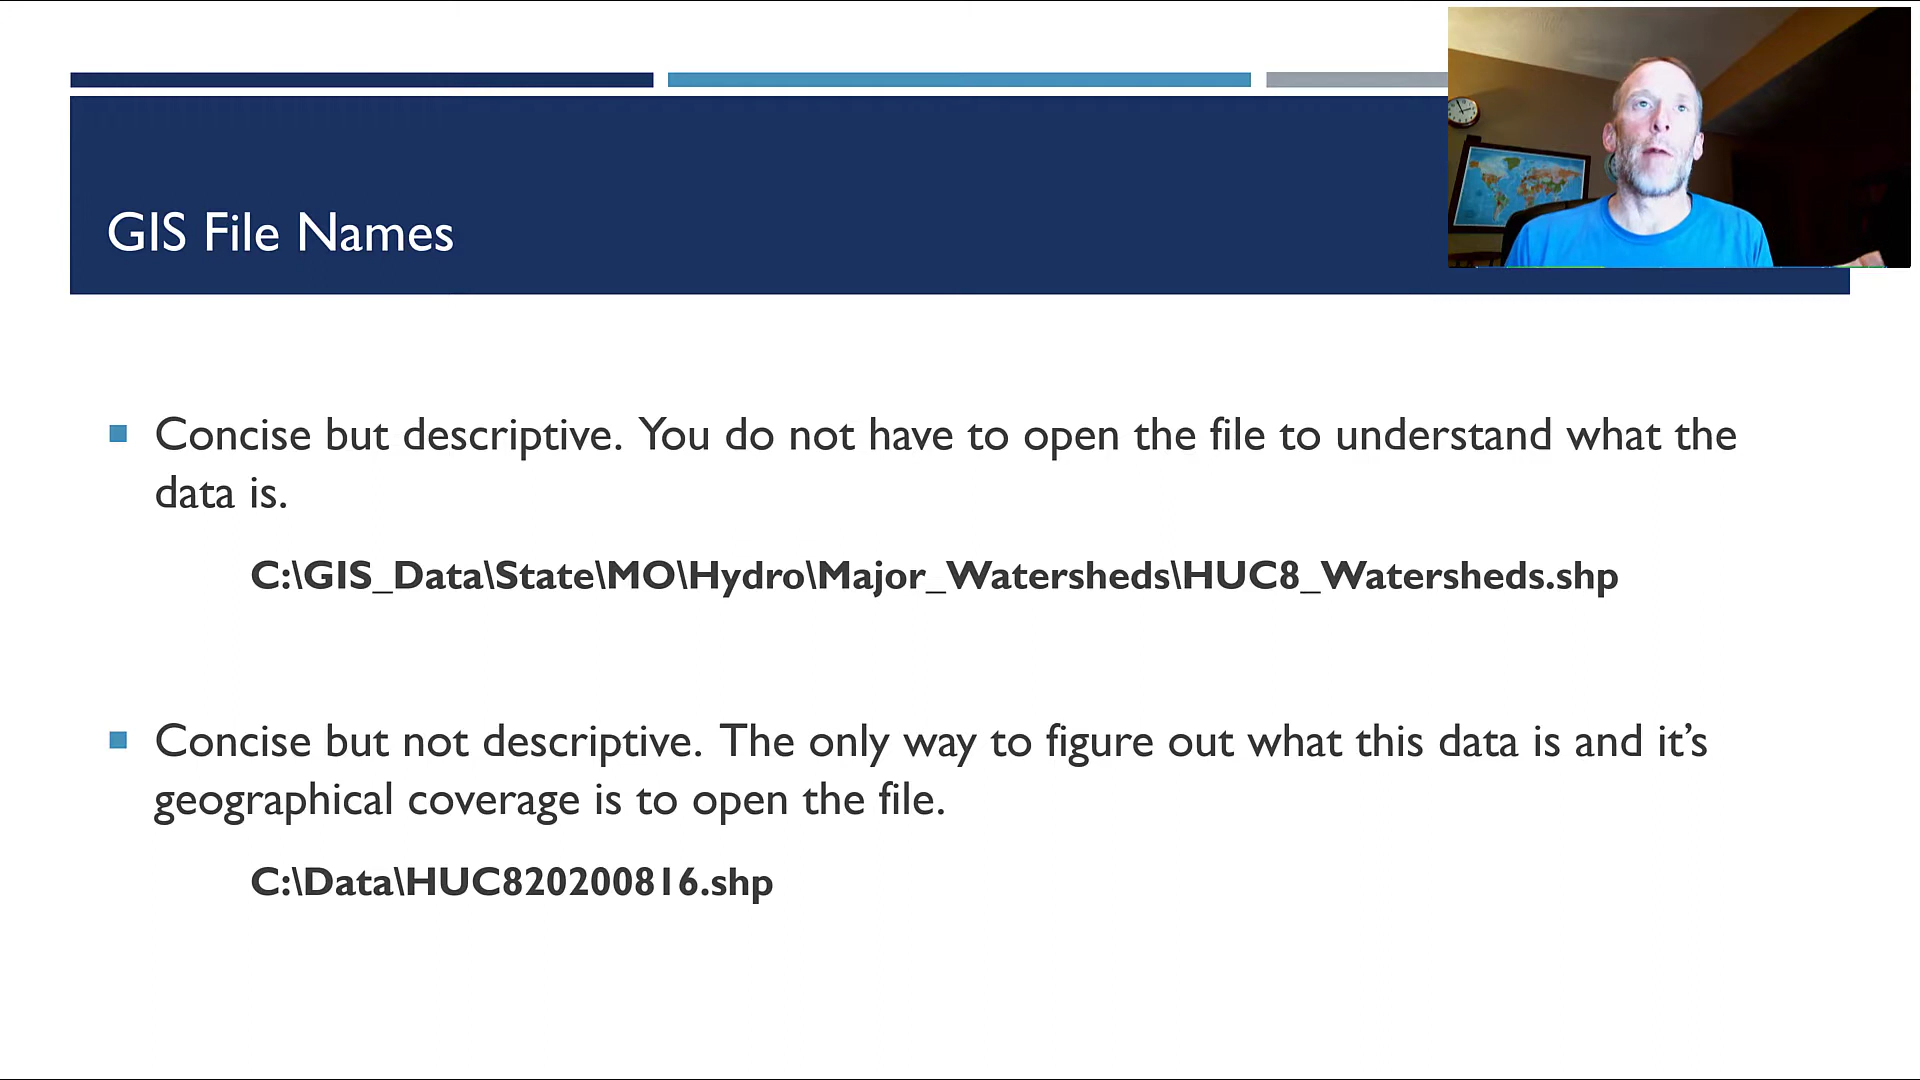 GIS File Names
Concise but descriptive. You do not have to open the file to understand what the
data is.
C:\GIS_Data\State\MO\Hydro\Major_Watersheds\HUC8_Watersheds.shp
Concise but not descriptive. The only way to figure out what this data is and it’s
geographical coverage is to open the file.
C:\Data\HUC820200816.shp